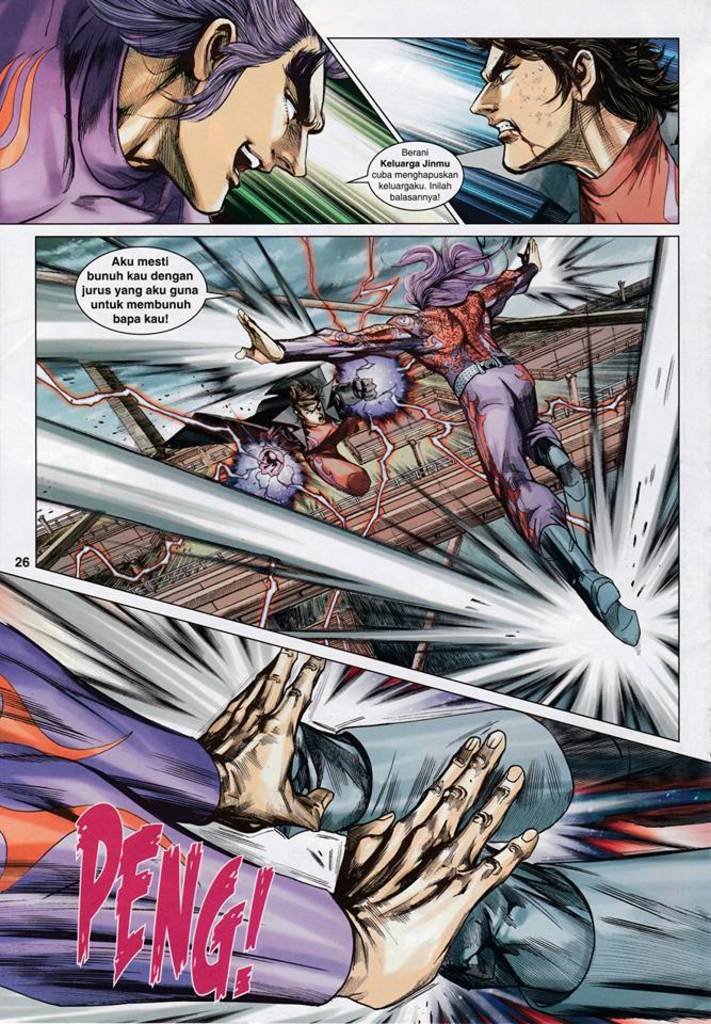 Berani
Keluarga Jinmu
cuba menghapuskan
keluargaku. Inilah
balasannya!
Aku mesti
bunuh kau dengan
jurus yang aku guna
untuk membunuh
bapa kau!
26
PENG!